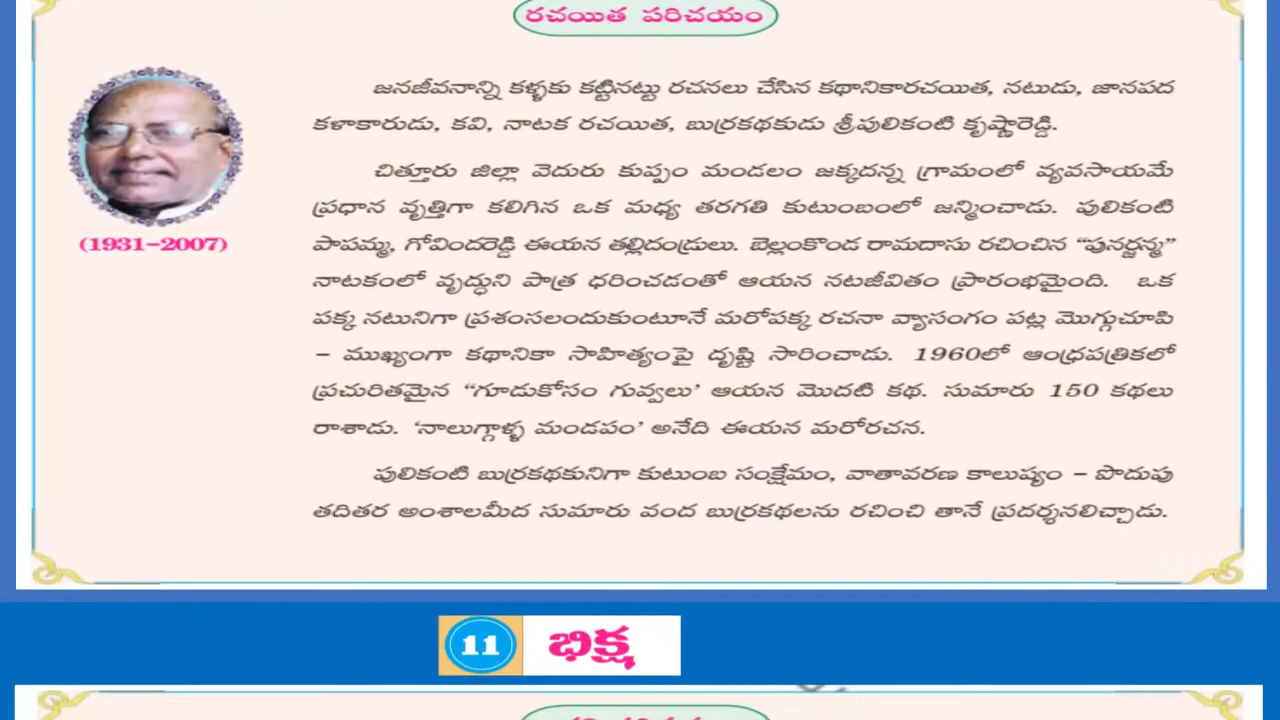 రచయిత పరిచయం
జనజీవనాన్ని కళ్ళకు కట్టినట్టు రచనలు చేసిన కథానికారచయిత, నటుడు, జానపద
కళాకారుడు, కవి, నాటక రచయిత, బుర్రకథకుడు శ్రీపులికంటి కృష్ణారెడ్డి.
చిత్తూరు జిల్లా వెదురు కుప్పం మండలం జక్కదన్న గ్రామంలో వ్యవసాయమే
ప్రధాన వృత్తిగా కలిగిన ఒక మధ్య తరగతి కుటుంబంలో జన్మించాడు. పులికంటి
(1931-2007)
పాపమ్మ, గోవిందరెడ్డి ఈయన తల్లిదండ్రులు. బెల్లంకొండ రామదాసు రచించిన “పునర్జన్మ”
నాటకంలో వృద్ధుని పాత్ర ధరించడంతో ఆయన నటజీవితం ప్రారంభమైంది. ఒక
పక్క నటునిగా ప్రశంసలందుకుంటూనే మరోపక్క రచనా వ్యాసంగం పట్ల మొగ్గుచూపి
– ముఖ్యంగా కథానికా సాహిత్యంపై దృష్టి సారించాడు. 1960లో ఆంధ్రపత్రికలో
ప్రచురితమైన “గూడుకోసం గువ్వలు’ ఆయన మొదటి కథ. సుమారు 150 కథలు
రాశాడు. ‘నాలుగ్గాళ్ళ మండపం’ అనేది ఈయన మరోరచన.
పులికంటి బుర్రకథకునిగా కుటుంబ సంక్షేమం, వాతావరణ కాలుష్యం – పొదుపు
తదితర అంశాలమీద సుమారు వంద బుర్రకథలను రచించి తానే ప్రదర్శనలిచ్చాడు.
11 భిక్ష